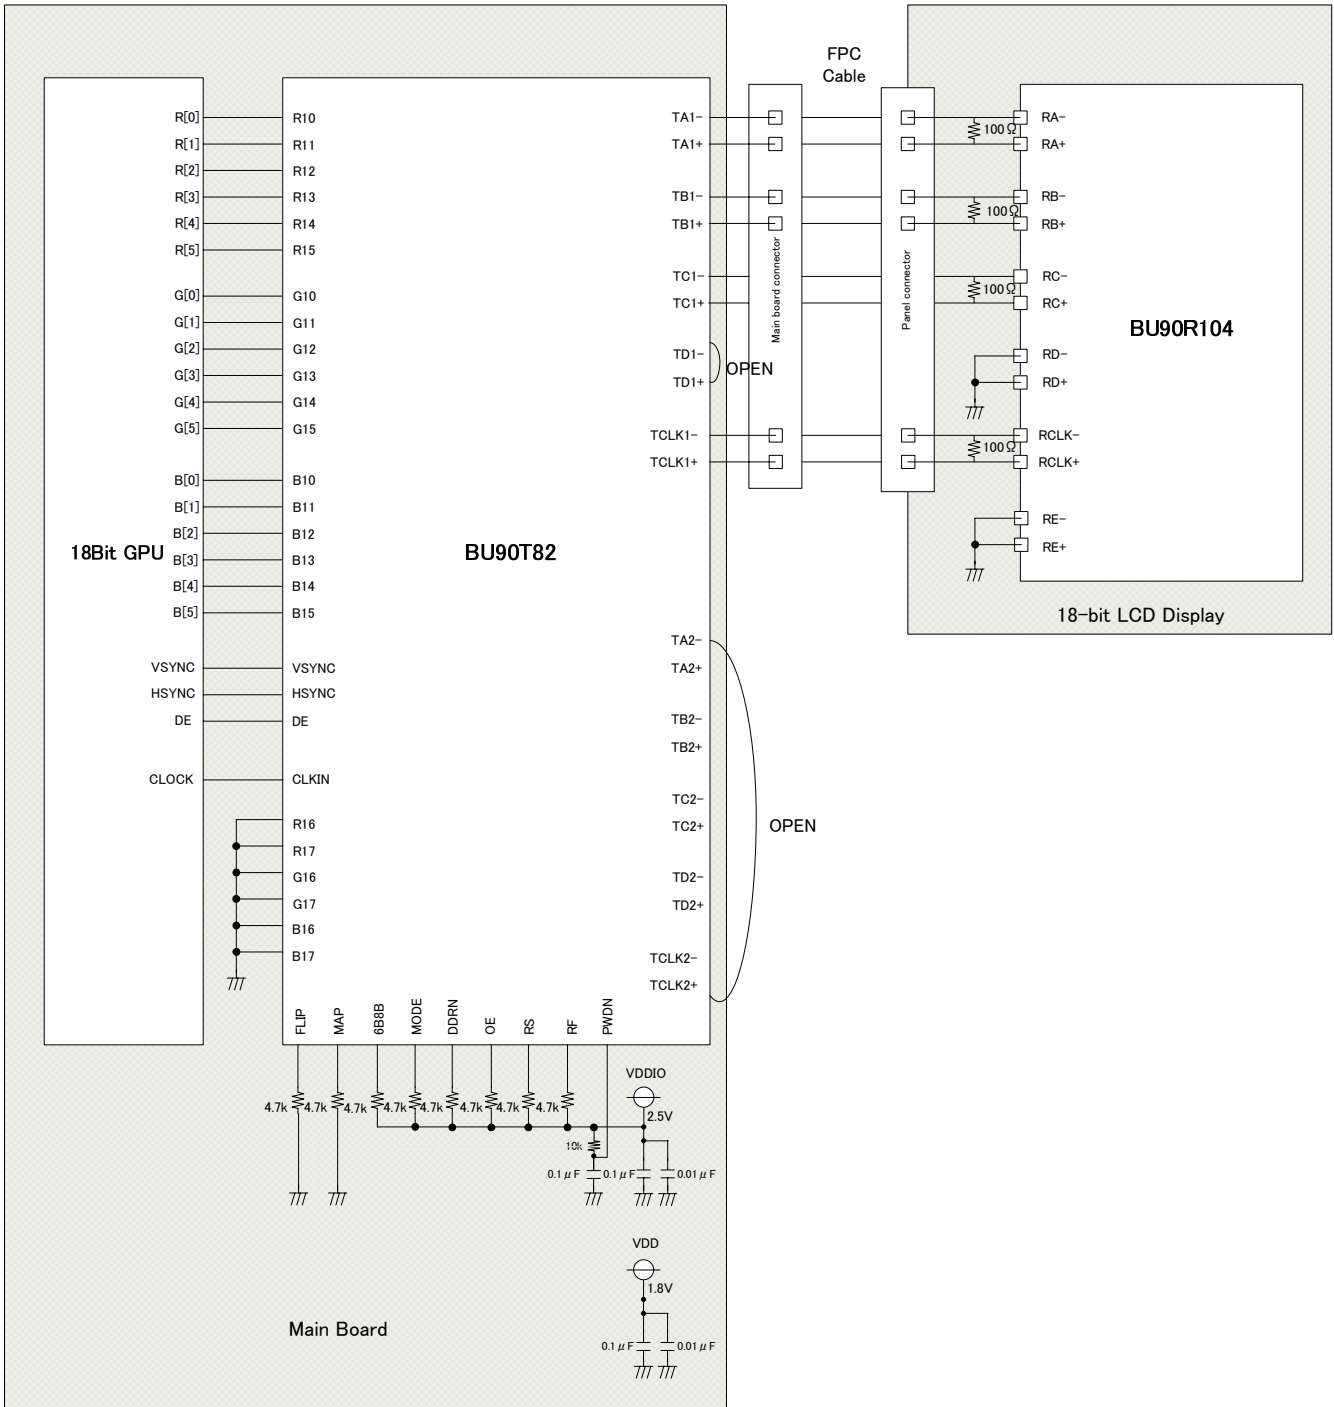 FPC
Cable
R[0]
R[1]
R[2]
R[3]
R[4]
R[5]
G[0]
G[1]
G[2]
G[3]
G[4]
G[5]
B[0]
B[1]
B[2]
B[3]
B[4]
B[5]
18Bit GPU
VSYNC
HSYNC
DE
CLOCK
R10
R11
R12
R13
R14
R15
G10
G11
G12
G13
G14
G15
B10
B11
B12
B13
B14
B15
VSYNC
HSYNC
DE
CLKIN
R16
R17
G16
G17
B16
B17
BU90T82
TA1-
TA1+
TB1-
TB1+
TC1-
TC1+
TD1-
TD1+
OPEN
TCLK1-
TCLK1+
TA2-
TA2+
TB2-
TB2+
TC2-
TC2+
TD2-
TD2+
TCLK2-
TCLK2+
OPEN
Main board connector
Panel connector
100Ω
100Ω
100Ω
100Ω
RA-
RA+
RB-
RB+
RC-
RC+
RD-
RD+
RCLK-
RCLK+
RE-
RE+
BU90R104
18-bit LCD Display
FLIP
MAP
6B8B
MODE
DDRN
OE
RS
RF
PWDN
4.7k
4.7k
4.7k
4.7k
4.7k
4.7k
4.7k
4.7k
VDDIO
2.5V
10k
0.1μF
0.1μF
0.01μF
VDD
1.8V
0.1μF
0.01μF
Main Board